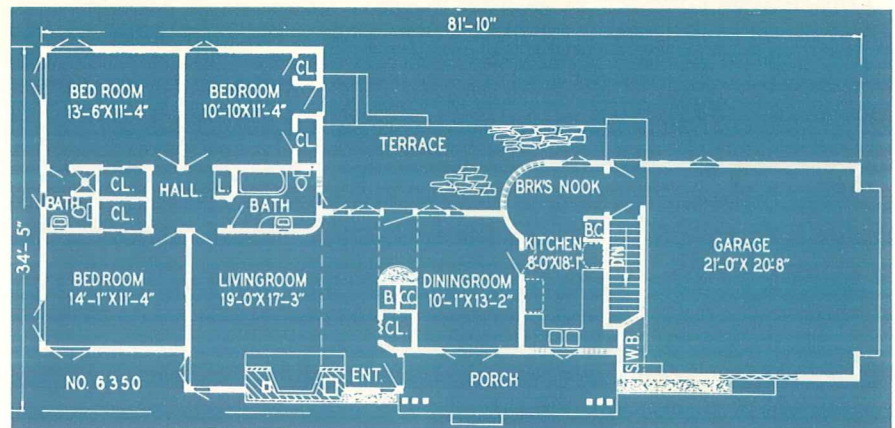 81'-10"
34'-5"
BED ROOM
13'-6"X11'-4"
BEDROOM
10'-10"X11'-4"
CL.
CL.
TERRACE
BATH
CL.
CL.
HALL.
L.
BATH
BRK'S NOOK
B.C.
KITCHEN
8'-0"X18'-1"
DN
GARAGE
21'-0" X 20'-8"
BEDROOM
14'-1"X11'-4"
LIVINGROOM
19'-0"X17'-3"
B.
C.C.
CL.
DININGROOM
10'-1"X13'-2"
S.W.B.
NO. 6350
ENT.
PORCH